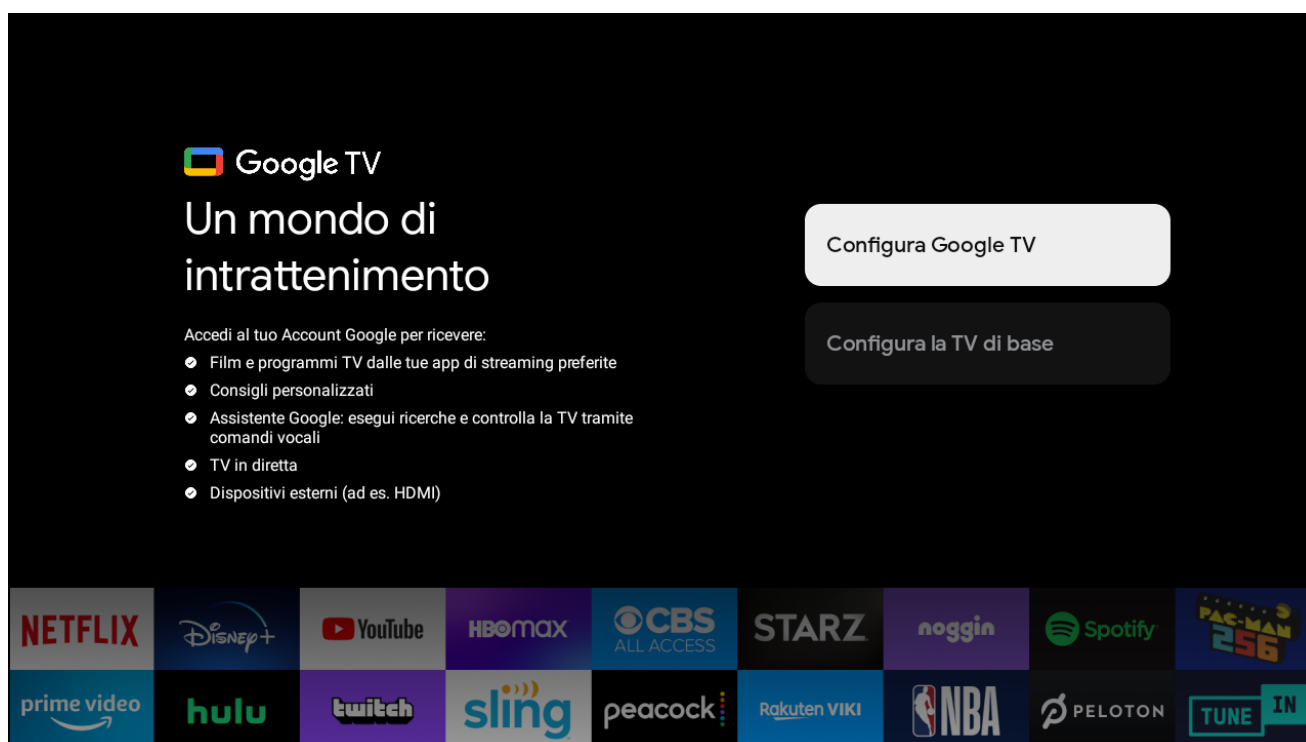 Google TV
Un mondo di
intrattenimento
Accedi al tuo Account Google per ricevere:
Film e programmi TV dalle tue app di streaming preferite
Consigli personalizzati
Assistente Google: esegui ricerche e controlla la TV tramite
comandi vocali
TV in diretta
Dispositivi esterni (ad es. HDMI)
Configura Google TV
Configura la TV di base
NETFLIX
Disney+
YouTube
HBOMAX
CBS
ALL ACCESS
STARZ
noggin
Spotify
PAC-MAN
256
prime video
hulu
twitch
sling
peacock
Rakuten VIKI
NBA
PELOTON
TUNE IN